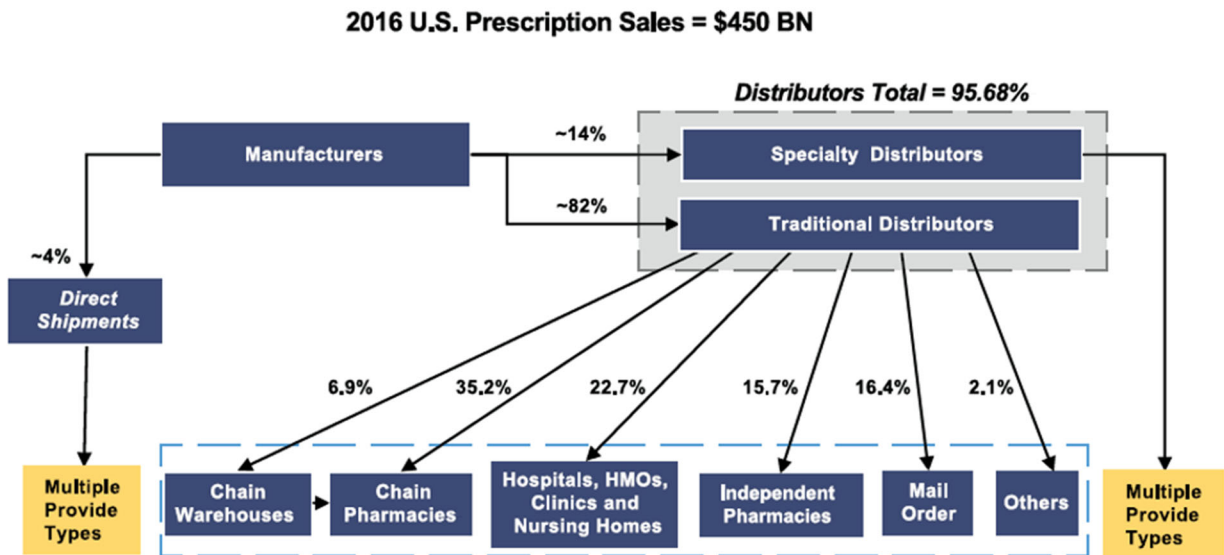 2016 U.S. Prescription Sales = $450 BN
Distributors Total = 95.68%
Manufacturers
~14%
Specialty Distributors
~82%
Traditional Distributors
~4%
Direct
Shipments
6.9%
35.2%
22.7%
15.7%
16.4%
2.1%
Multiple
Provide
Types
Chain
Warehouses
Chain
Pharmacies
Hospitals, HMOs,
Clinics and
Nursing Homes
Independent
Pharmacies
Mail
Order
Others
Multiple
Provide
Types